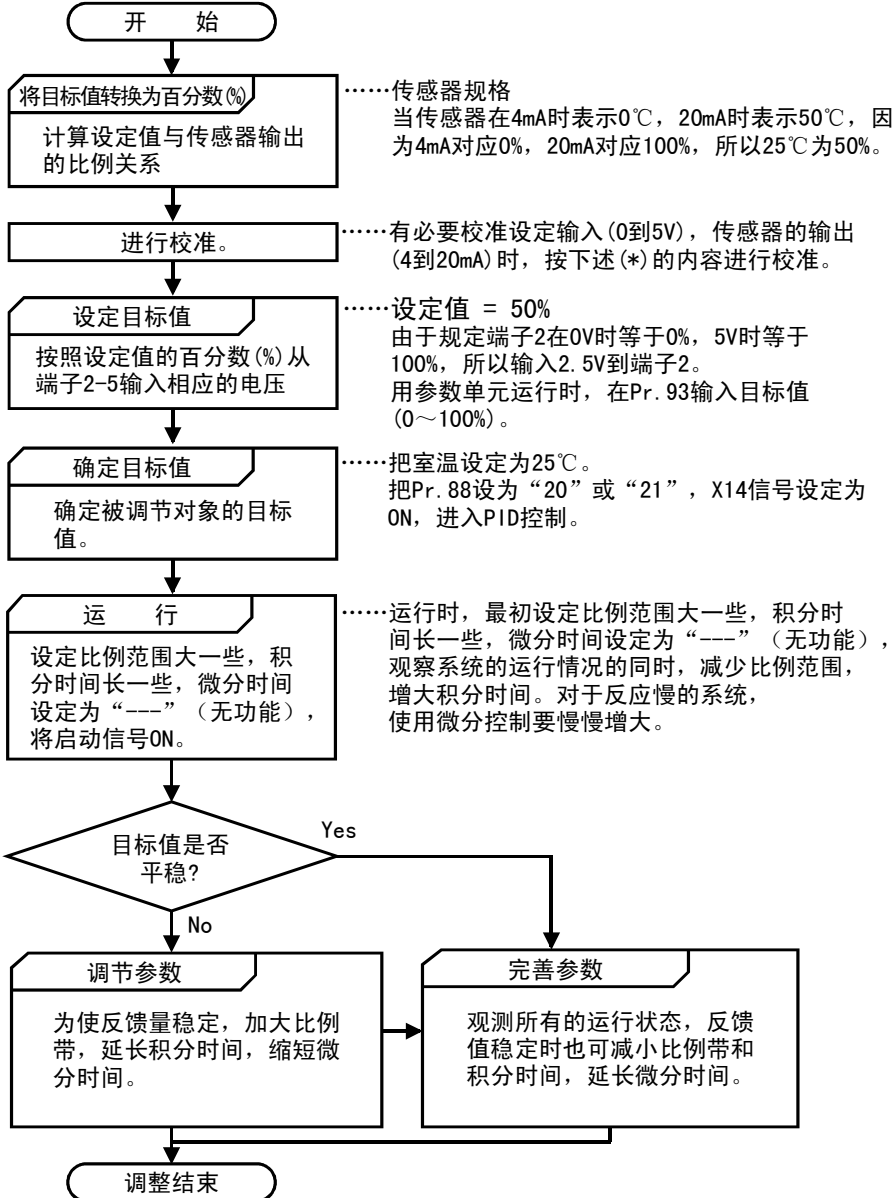 开 始
将目标值转换为百分数(%)
计算设定值与传感器输出
的比例关系
……传感器规格
当传感器在4mA时表示0℃，20mA时表示50℃，因
为4mA对应0%，20mA对应100%，所以25℃为50%。
进行校准。
……有必要校准设定输入(0到5V)，传感器的输出
(4到20mA)时，按下述(*)的内容进行校准。
设定目标值
按照设定值的百分数(%)从
端子2-5输入相应的电压
……设定值 = 50%
由于规定端子2在0V时等于0%，5V时等于
100%，所以输入2.5V到端子2。
用参数单元运行时，在Pr.93输入目标值
(0～100%)。
确定目标值
确定被调节对象的目标
值。
……把室温设定为25℃。
把Pr.88设为“20”或“21”，X14信号设定为
ON，进入PID控制。
运 行
设定比例范围大一些，积
分时间长一些，微分时间
设定为“---”（无功能），
将启动信号ON。
……运行时，最初设定比例范围大一些，积分时
间长一些，微分时间设定为“---”（无功能），
观察系统的运行情况的同时，减少比例范围，
增大积分时间。对于反应慢的系统，
使用微分控制要慢慢增大。
目标值是否
平稳?
Yes
No
调节参数
为使反馈量稳定，加大比例
带，延长积分时间，缩短微
分时间。
完善参数
观测所有的运行状态，反馈
值稳定时也可减小比例带和
积分时间，延长微分时间。
调整结束